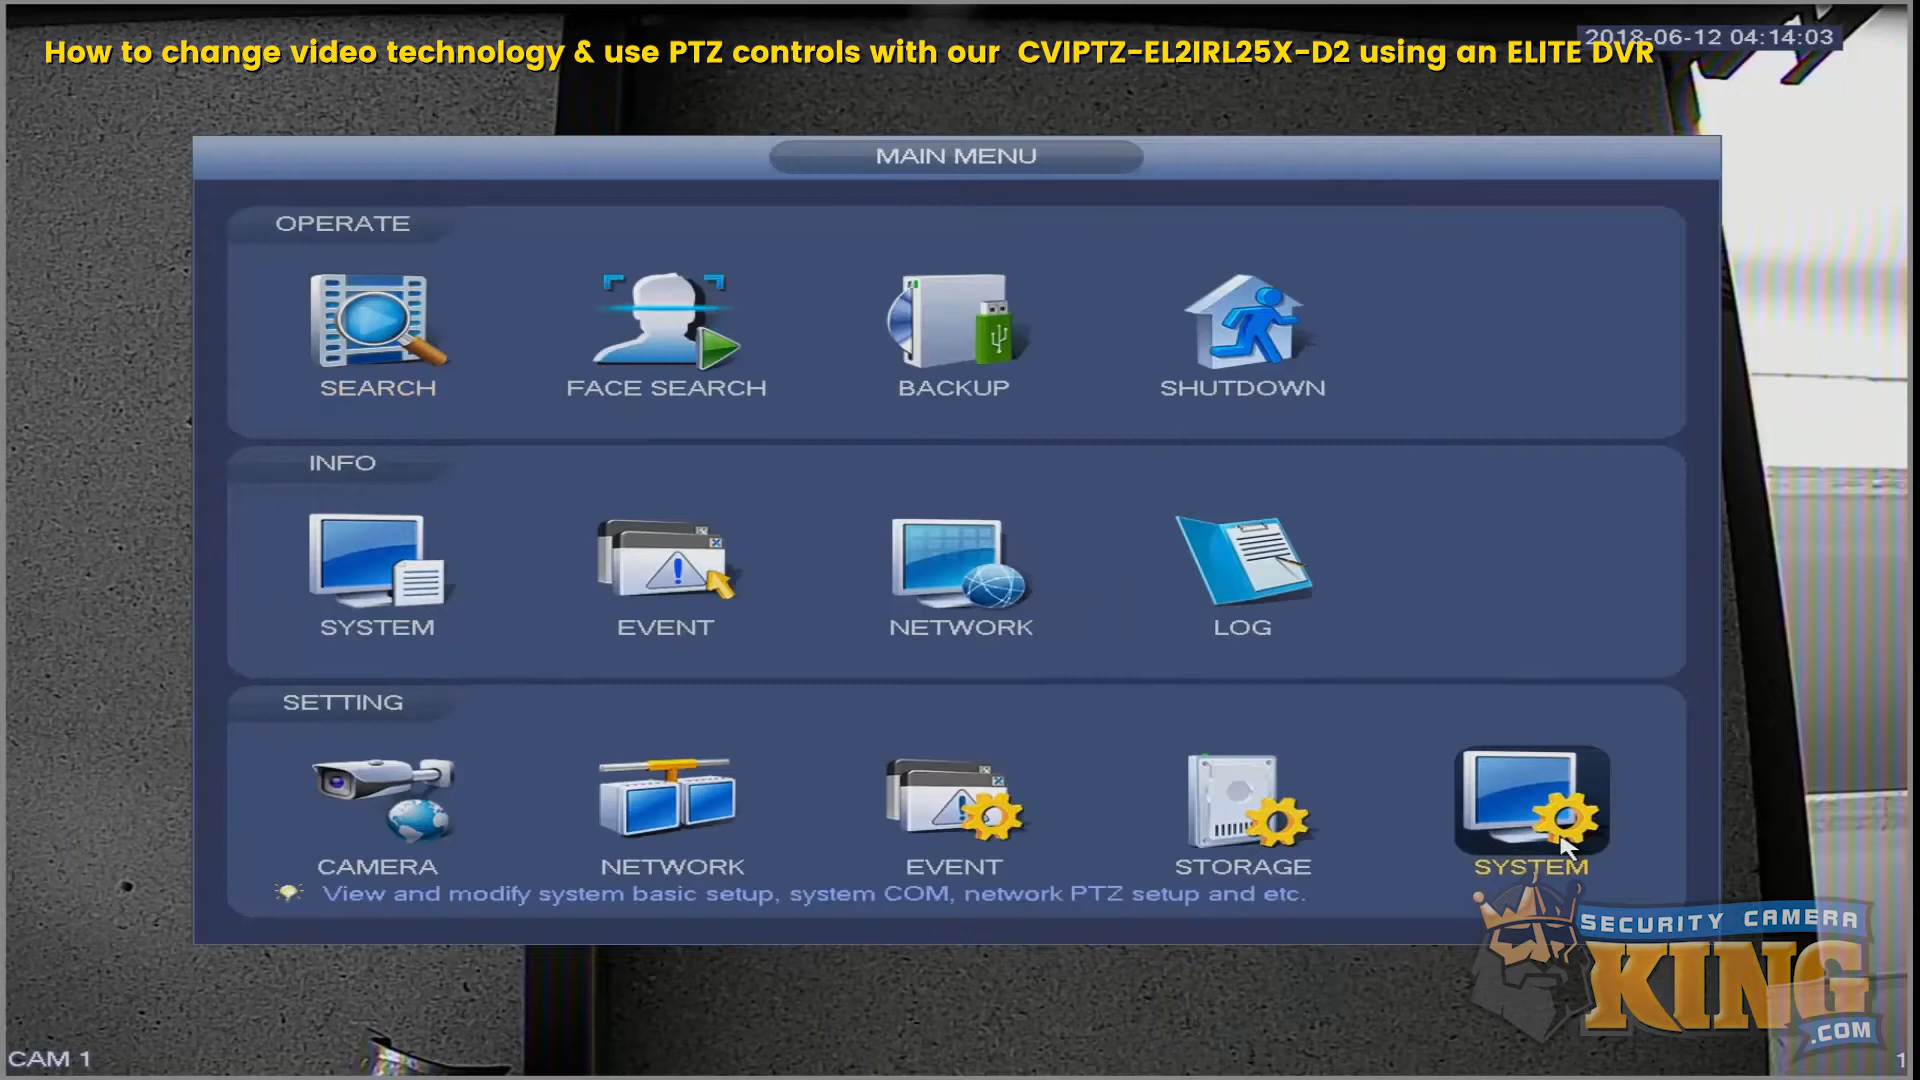 How to change video technology & use PTZ controls with our CVIPTZ-EL2IRL25X-D2 using an ELITE DVR
2018-06-12 04:14:03
MAIN MENU
OPERATE
SEARCH
FACE SEARCH
BACKUP
SHUTDOWN
INFO
SYSTEM
EVENT
NETWORK
LOG
SETTING
CAMERA
NETWORK
EVENT
STORAGE
SYSTEM
View and modify system basic setup, system COM, network PTZ setup and etc.
SECURITY CAMERA
KING
.COM
CAM 1
1